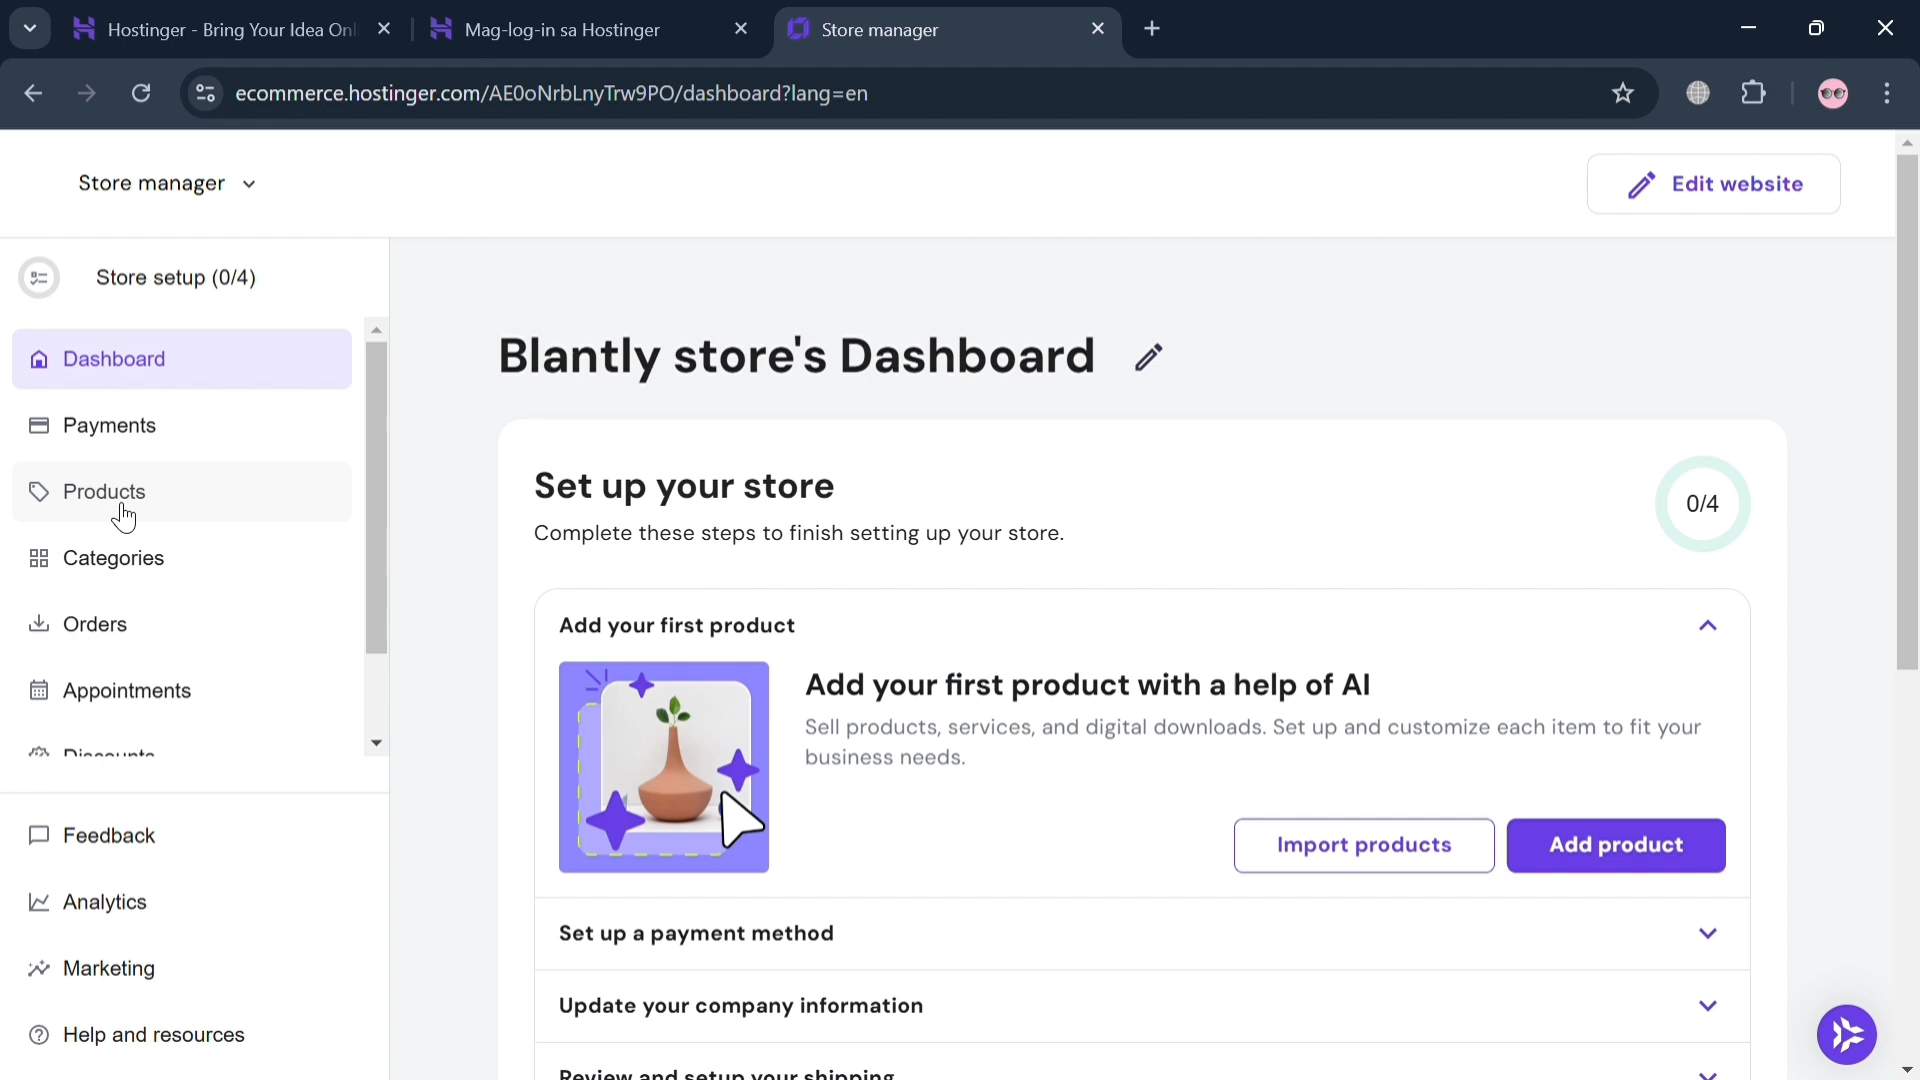 Hostinger - Bring Your Idea Onl
Mag-log-in sa Hostinger
Store manager
ecommerce.hostinger.com/AE0oNrbLnyTrw9PO/dashboard?lang=en
Store manager
Edit website
Store setup (0/4)
Dashboard
Payments
Products
Categories
Orders
Appointments
Discounts
Feedback
Analytics
Marketing
Help and resources
Blantly store's Dashboard
Set up your store
Complete these steps to finish setting up your store.
0/4
Add your first product
Add your first product with a help of AI
Sell products, services, and digital downloads. Set up and customize each item to fit your
business needs.
Import products
Add product
Set up a payment method
Update your company information
Review and setup your shipping